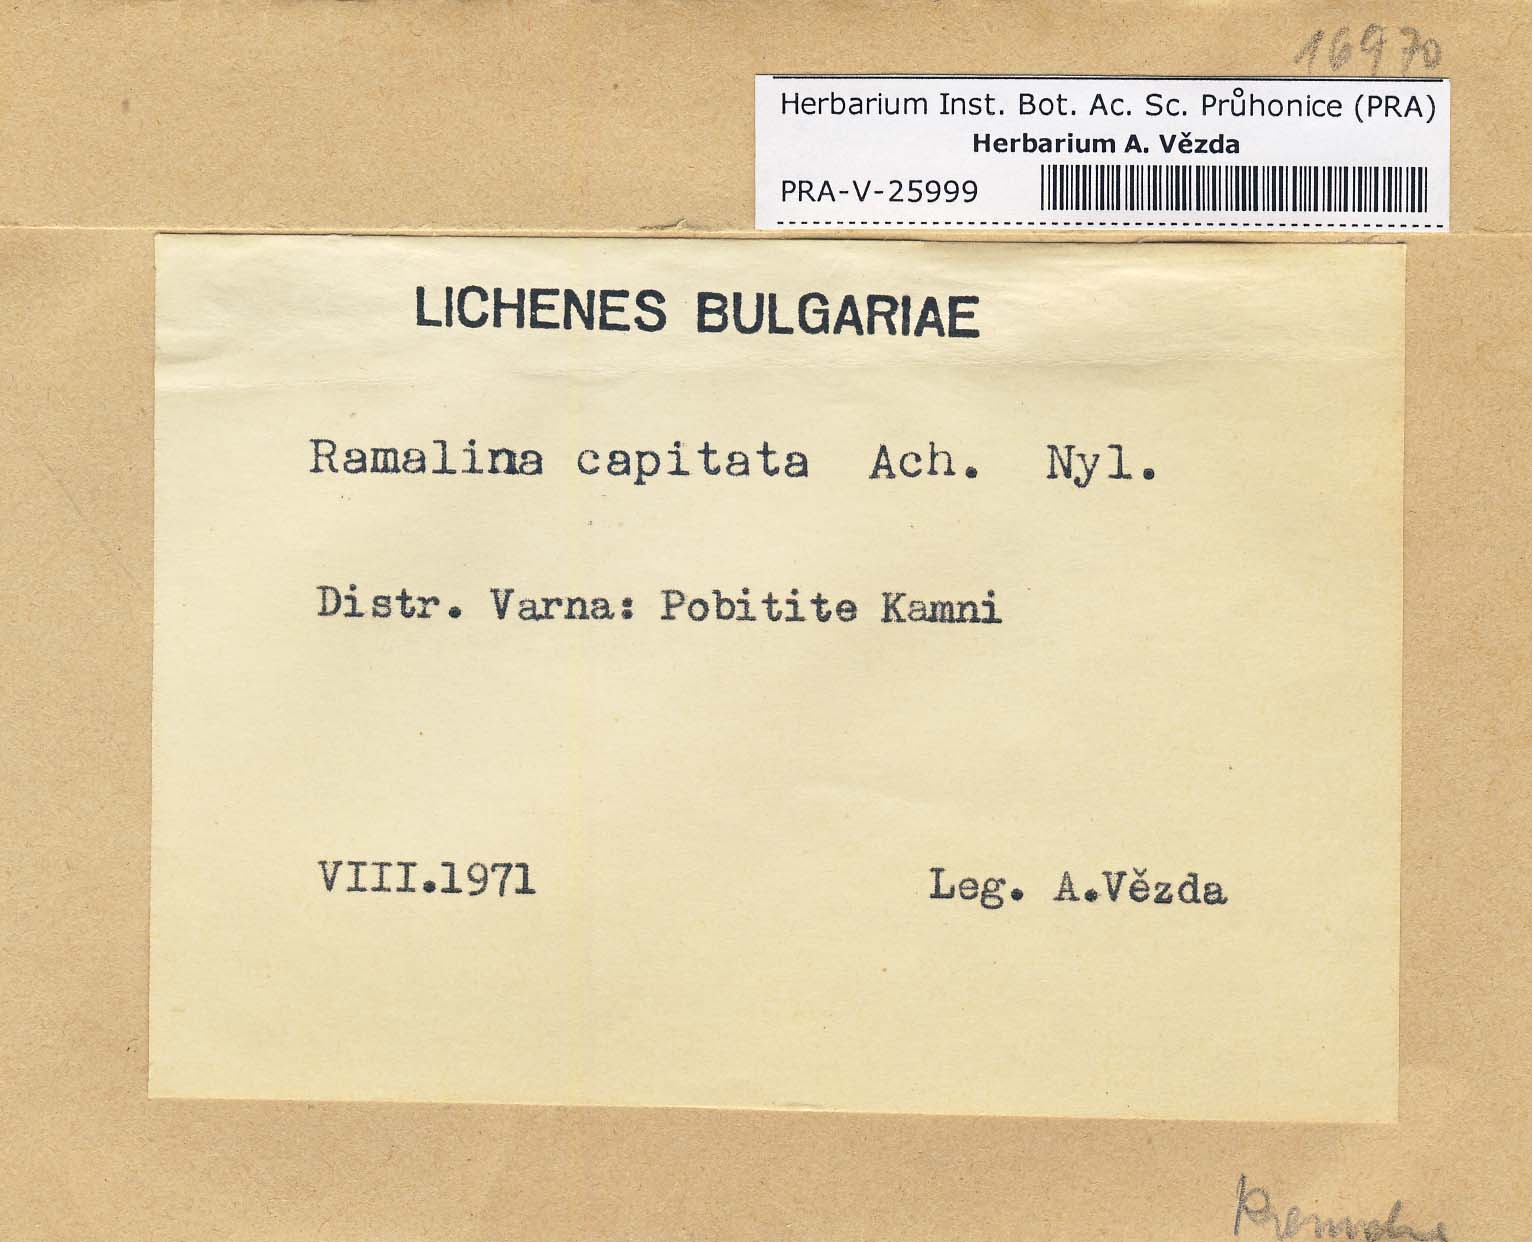 16970
Herbarium Inst. Bot. Ac. Sc. Průhonice (PRA)
Herbarium A. Vězda
PRA-V-25999
LICHENES BULGARIAE
Ramalina capitata Ach. Nyl.
Distr. Varna: Pobitite Kamni
VIII.1971
Leg. A.Vězda